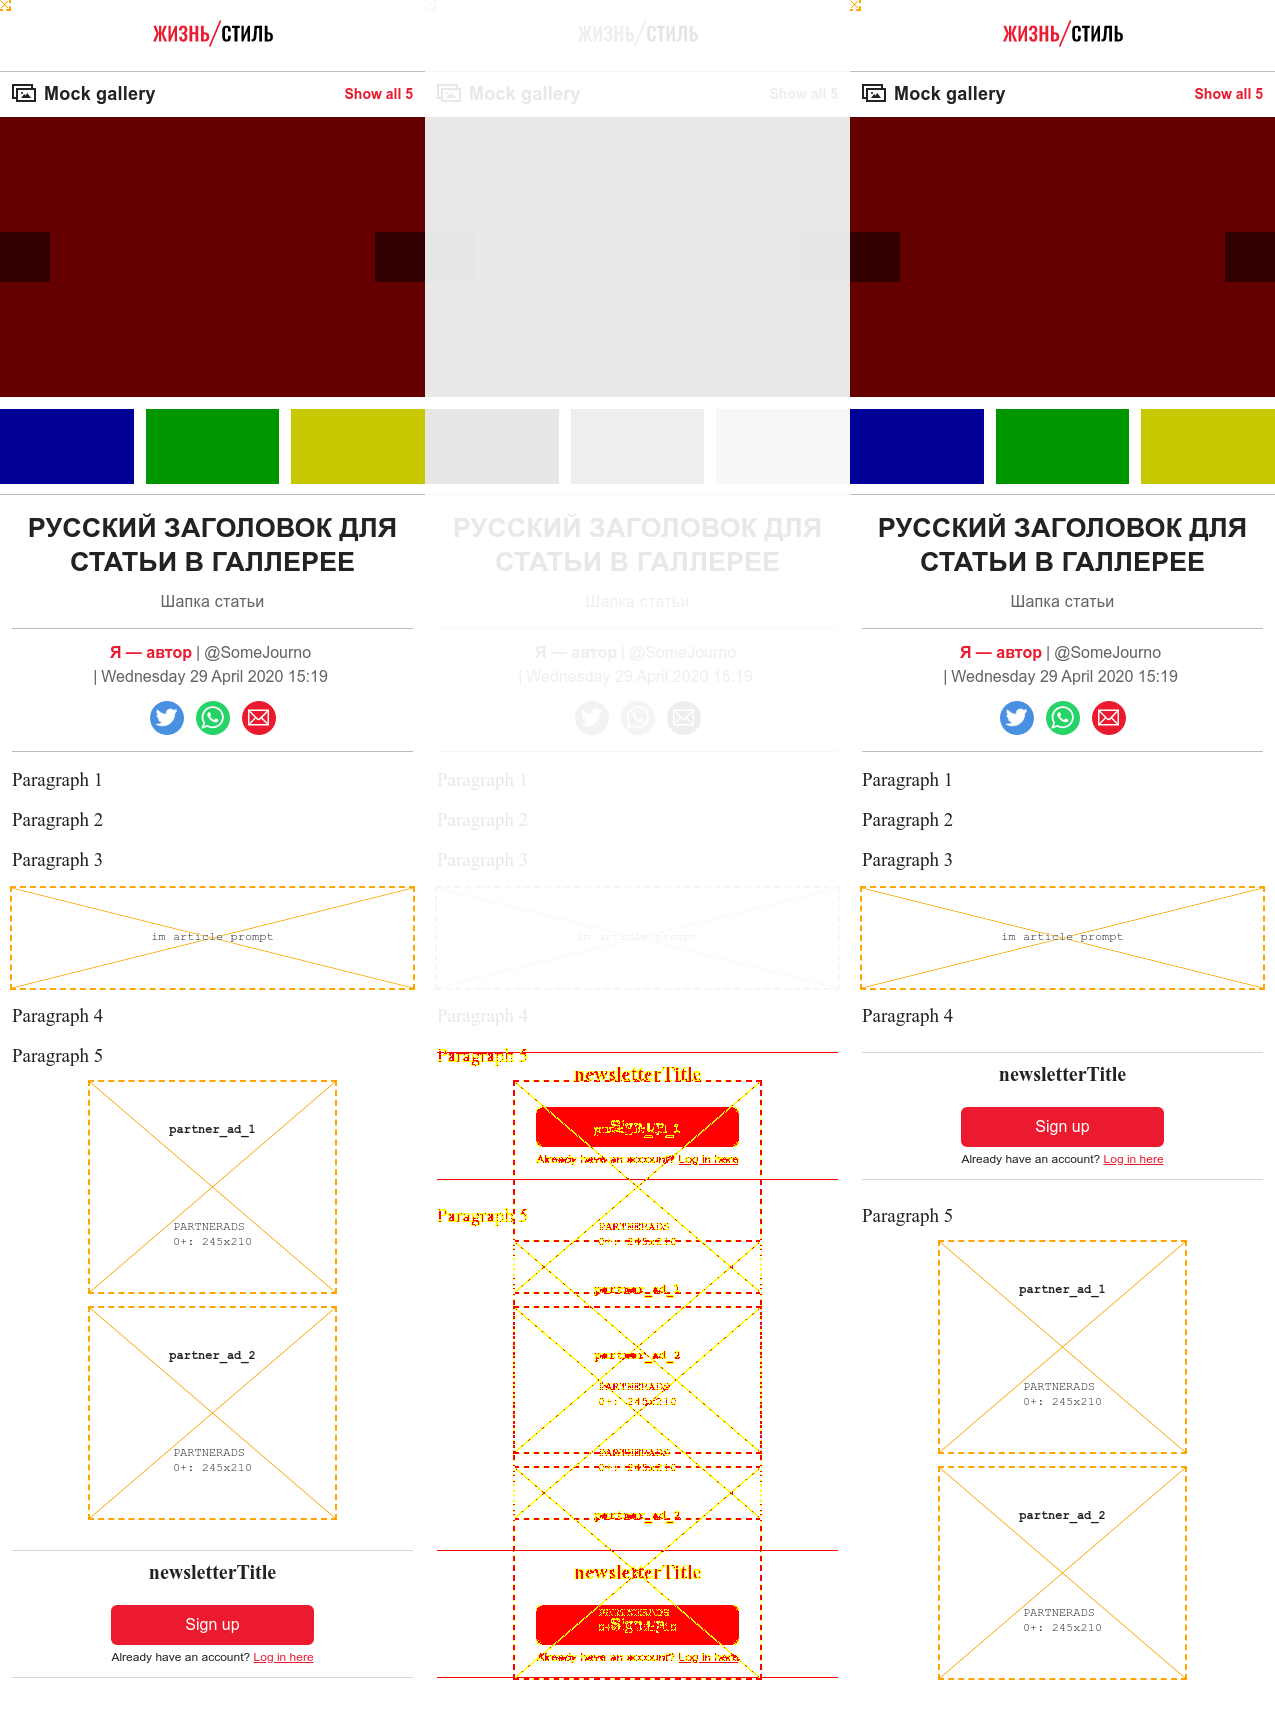 ЖИЗНЬ/СТИЛЬ
Mock gallery
Show all 5
РУССКИЙ ЗАГОЛОВОК ДЛЯ
СТАТЬИ В ГАЛЛЕРЕЕ
Шапка статьи
Я — автор | @SomeJourno
| Wednesday 29 April 2020 15:19
Paragraph 1
Paragraph 2
Paragraph 3
im article prompt
Paragraph 4
Paragraph 5
partner_ad_1
PARTNERADS
0+: 245x210
partner_ad_2
PARTNERADS
0+: 245x210
newsletterTitle
Sign up
Already have an account? Log in here
ЖИЗНЬ/СТИЛЬ
Mock gallery
Show all 5
РУССКИЙ ЗАГОЛОВОК ДЛЯ
СТАТЬИ В ГАЛЛЕРЕЕ
Шапка статьи
Я — автор | @SomeJourno
| Wednesday 29 April 2020 15:19
Paragraph 1
Paragraph 2
Paragraph 3
im article prompt
Paragraph 4
Paragraph 5
newsletterTitle
Sign up
partner_ad_1
Already have an account? Log in here
Paragraph 5
PARTNERADS
0+: 245x210
partner_ad_1
partner_ad_2
PARTNERADS
0+: 245x210
PARTNERADS
0+: 245x210
partner_ad_2
newsletterTitle
PARTNERADS
Sign up
Already have an account? Log in here
ЖИЗНЬ/СТИЛЬ
Mock gallery
Show all 5
РУССКИЙ ЗАГОЛОВОК ДЛЯ
СТАТЬИ В ГАЛЛЕРЕЕ
Шапка статьи
Я — автор | @SomeJourno
| Wednesday 29 April 2020 15:19
Paragraph 1
Paragraph 2
Paragraph 3
im article prompt
Paragraph 4
newsletterTitle
Sign up
Already have an account? Log in here
Paragraph 5
partner_ad_1
PARTNERADS
0+: 245x210
partner_ad_2
PARTNERADS
0+: 245x210